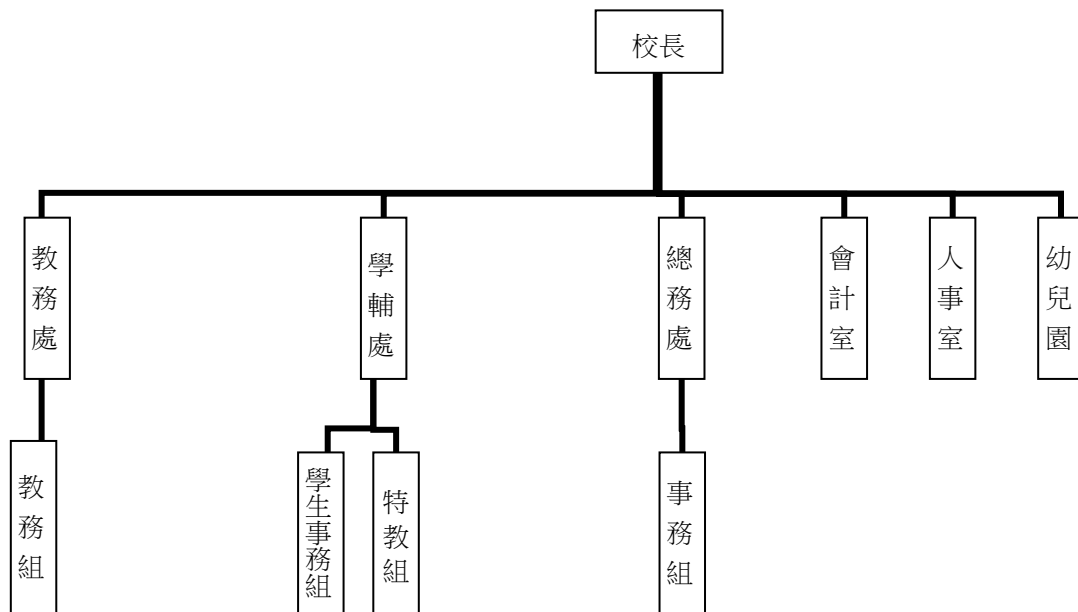 校長
教務處
學輔處
總務處
會計室
人事室
幼兒園
教務組
學生事務組
特教組
事務組